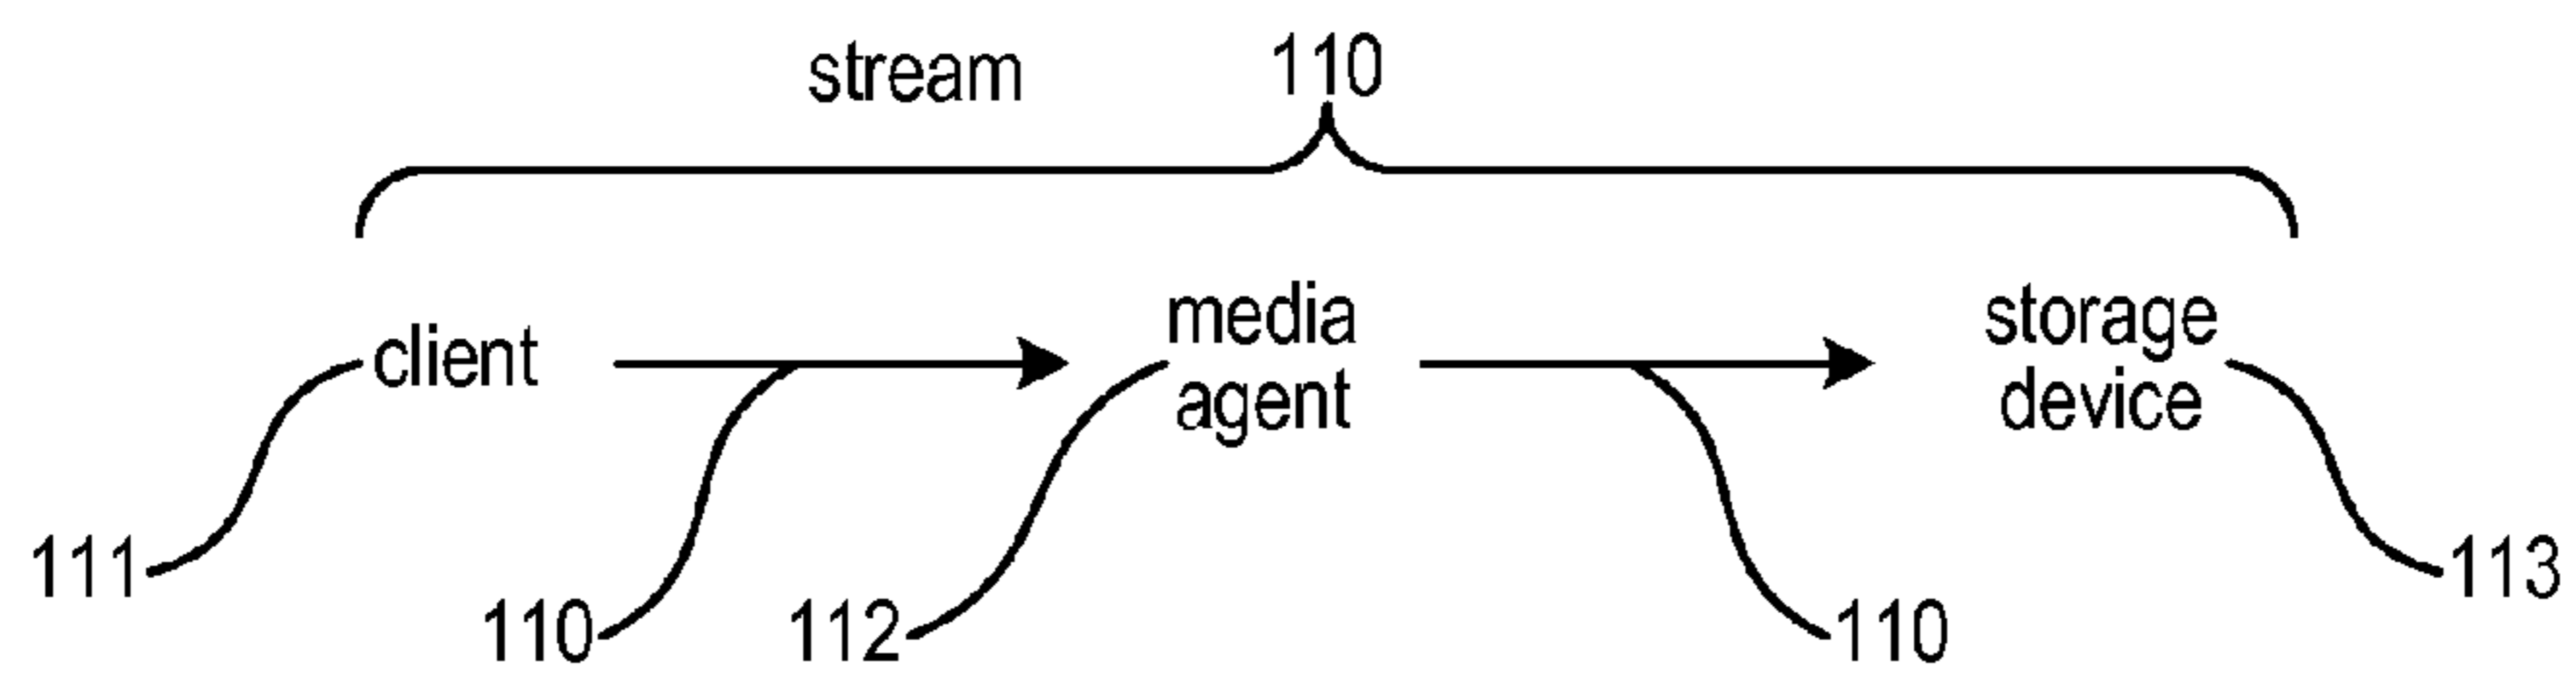 stream 110
client
media
agent
storage
device
111
110
112
110
113